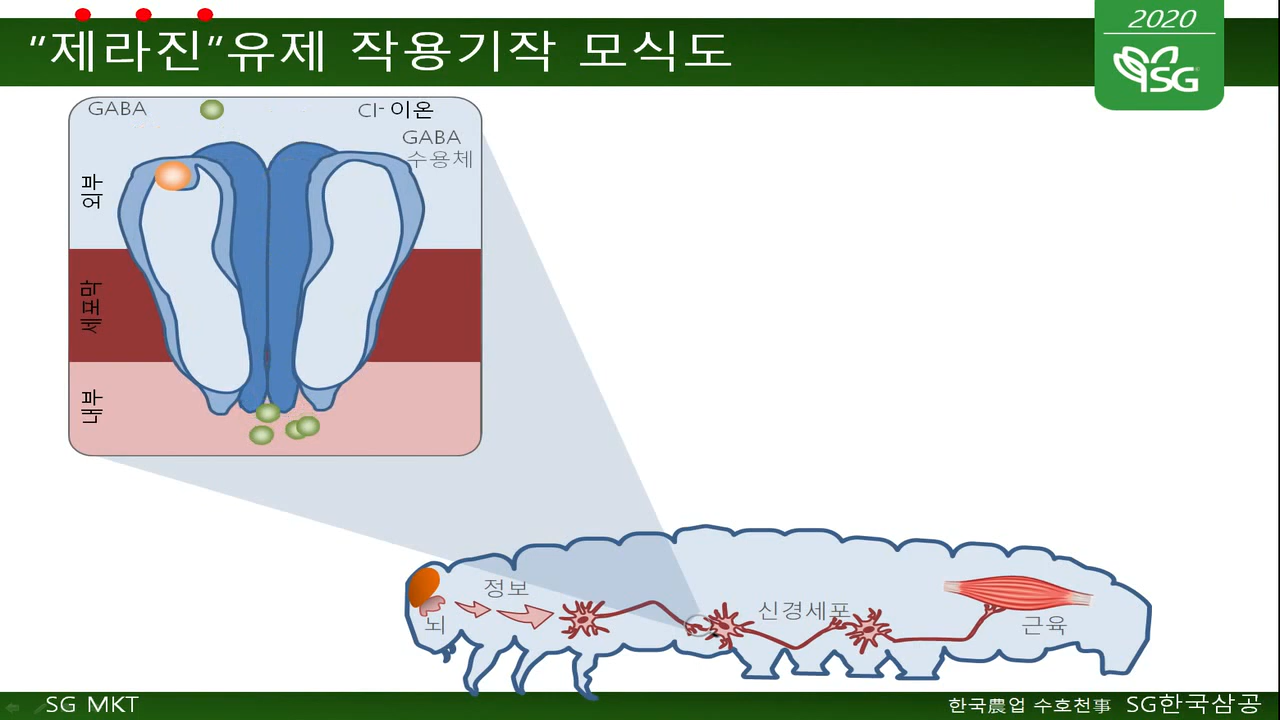 "제라진"유제 작용기작 모식도
2020
SG
GABA
Cl- 이온
GABA
수용체
외부
세포막
내부
정보
뇌
신경세포
근육
SG MKT
한국農업 수호천事 SG한국삼공